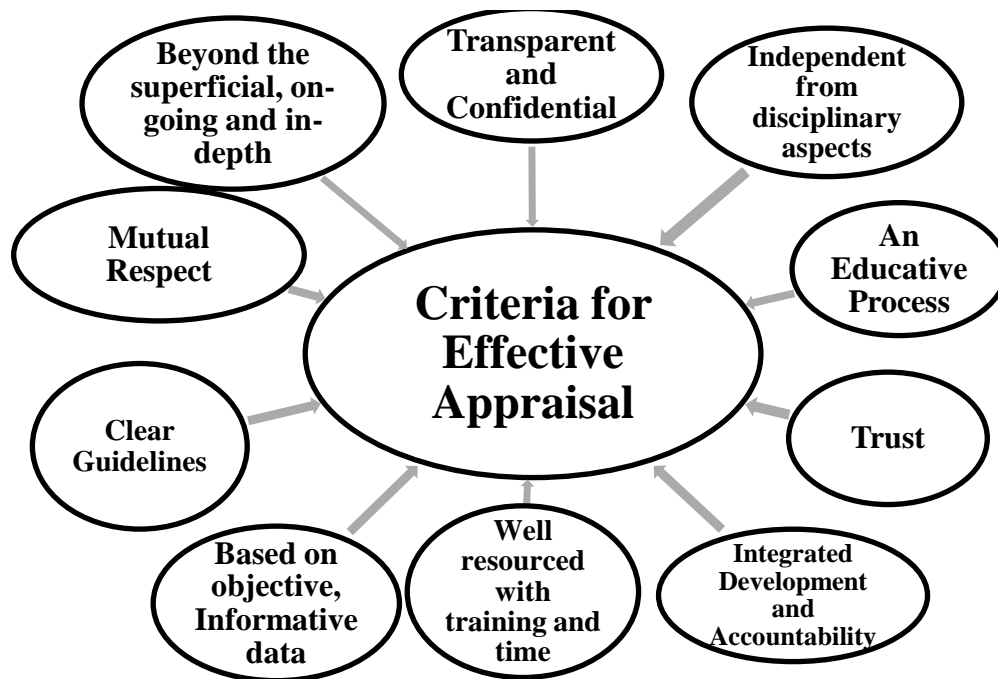 Beyond the
superficial, on-
going and in-
depth
Transparent
and
Confidential
Independent
from
disciplinary
aspects
Mutual
Respect
An
Educative
Process
Criteria for
Effective
Appraisal
Clear
Guidelines
Trust
Based on
objective,
Informative
data
Well
resourced
with
training and
time
Integrated
Development
and
Accountability